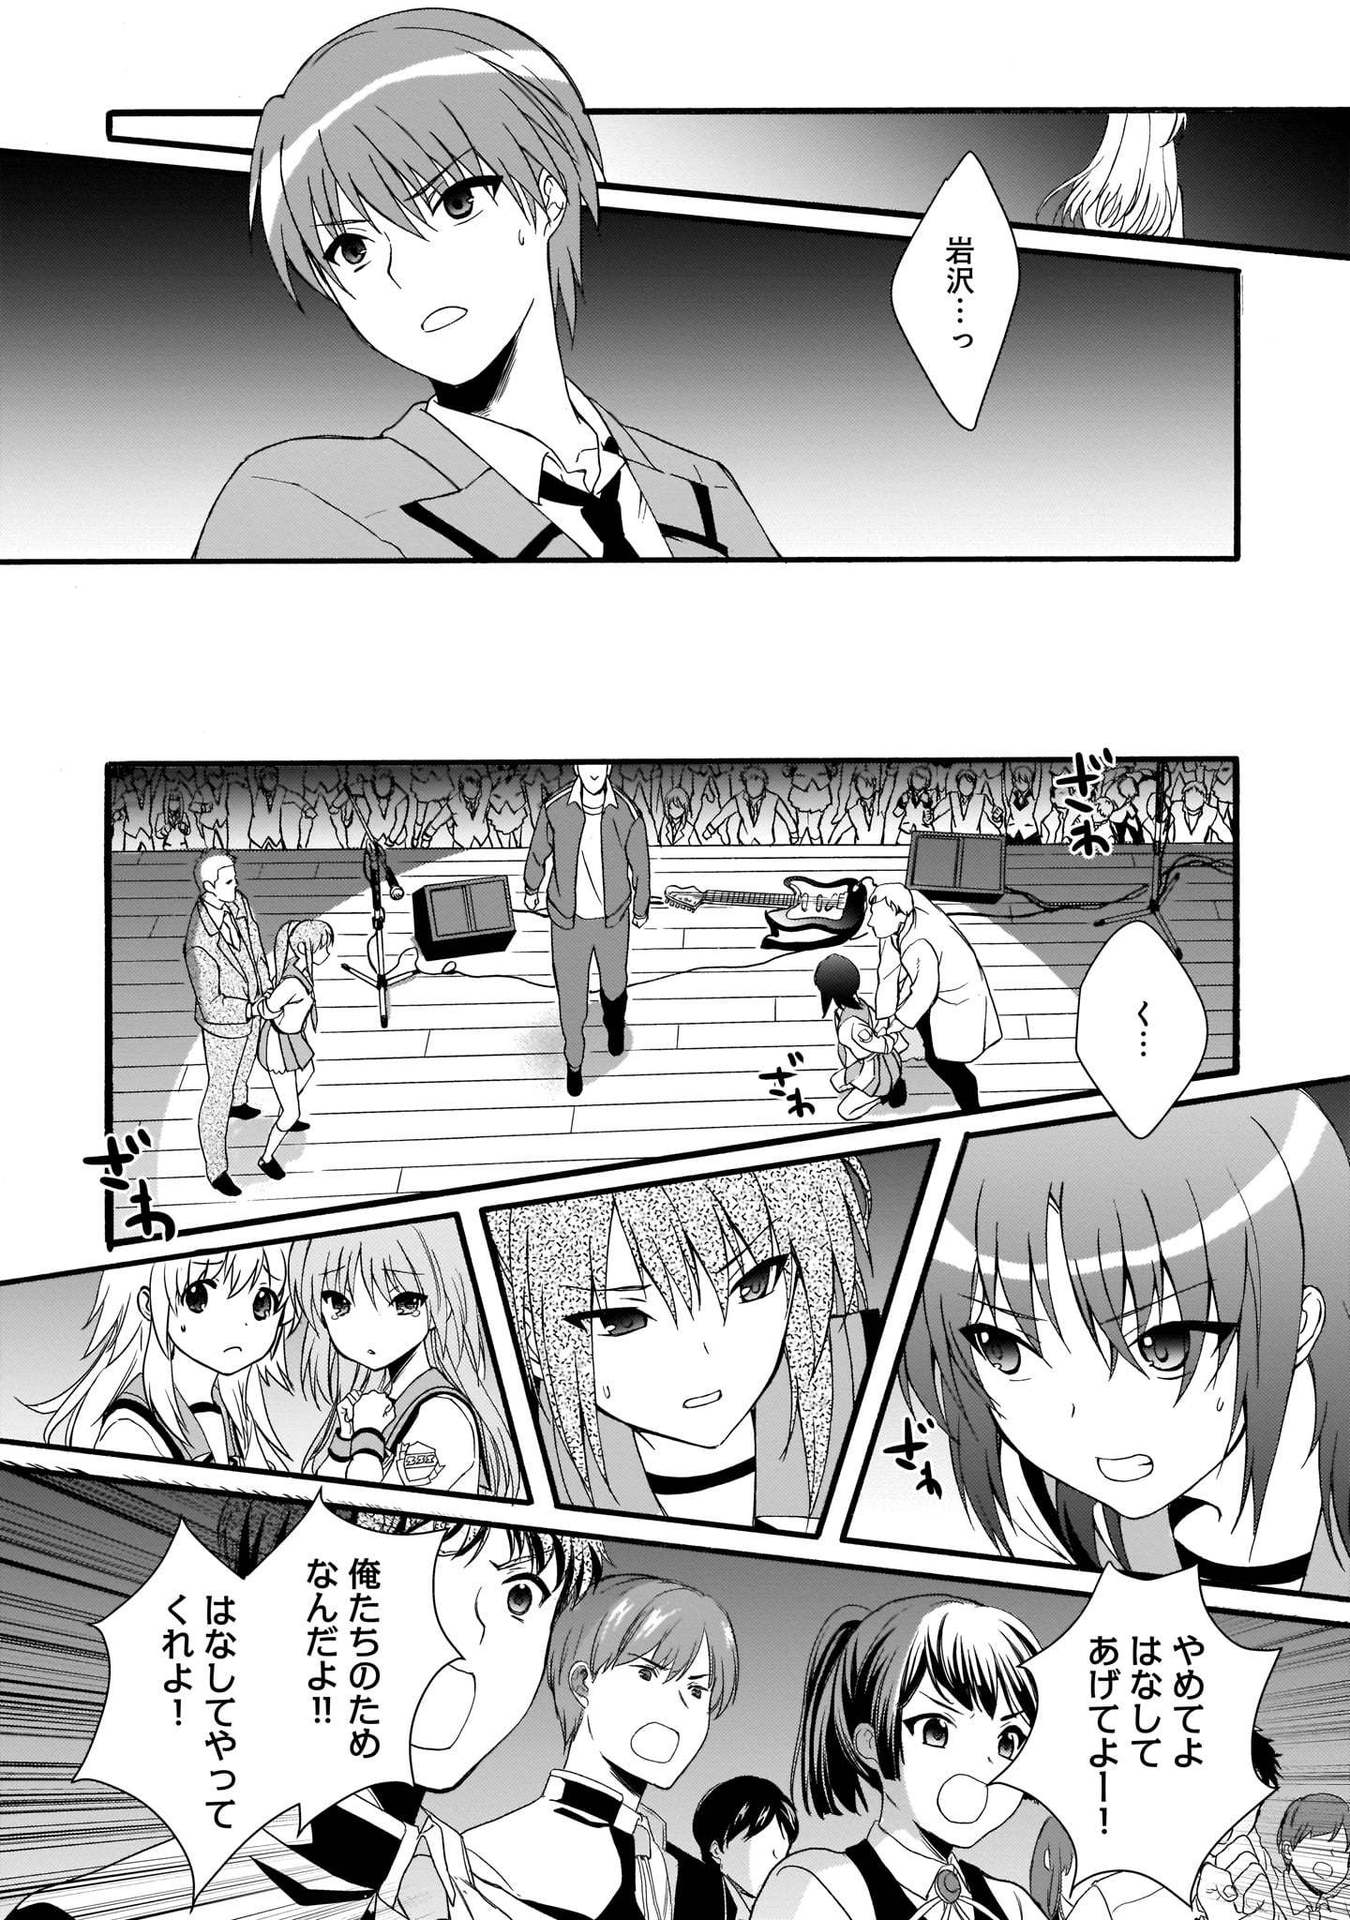 岩沢…っ
ざわ
く…
ざわ
ざわ
ざわ
やめてよ
はなして
あげてよー！
俺たちのため
なんだよ!!
はなしてやって
くれよ！